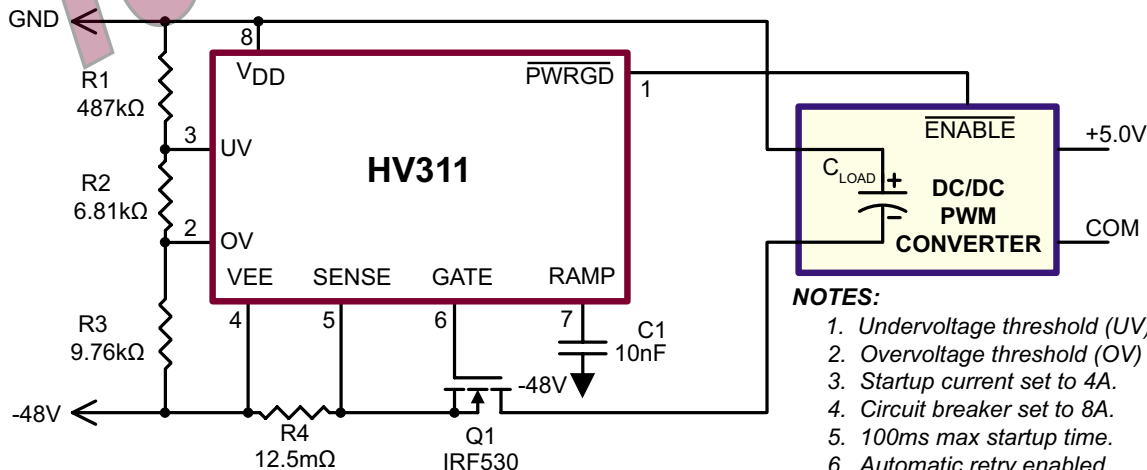 GND
8
VDD
PWRGD
1
R1
487kΩ
3
UV
HV311
ENABLE
+5.0V
CLOAD
+
-
DC/DC
PWM
CONVERTER
R2
6.81kΩ
2
OV
COM
VEE
SENSE
GATE
RAMP
4
5
6
7
R3
9.76kΩ
C1
10nF
-48V
-48V
R4
12.5mΩ
Q1
IRF530
NOTES:
1. Undervoltage threshold (UV)
2. Overvoltage threshold (OV)
3. Startup current set to 4A.
4. Circuit breaker set to 8A.
5. 100ms max startup time.
6. Automatic retry enabled